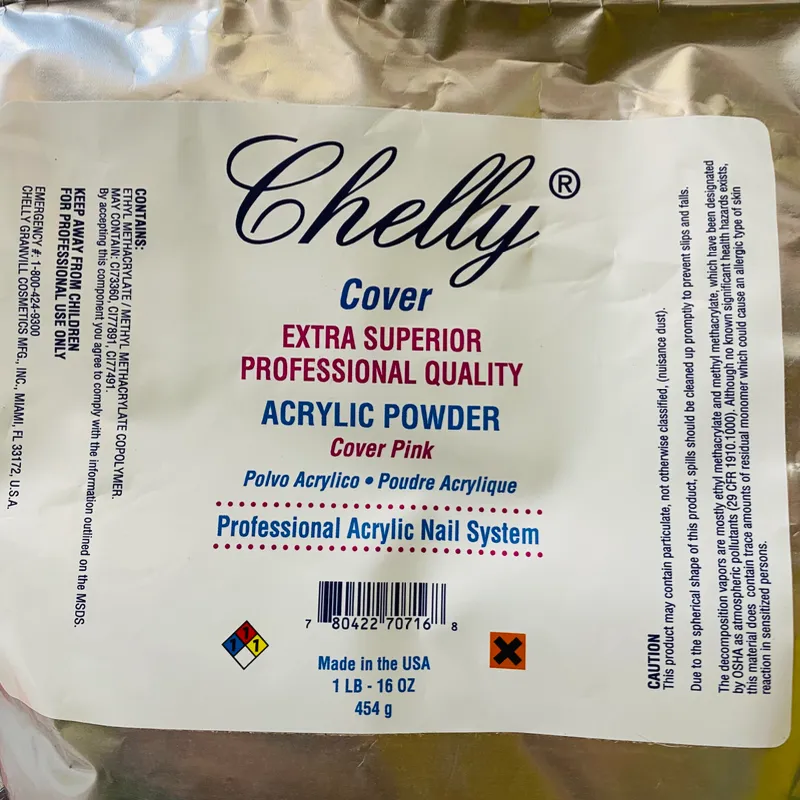 Chelly®
Cover
EXTRA SUPERIOR
PROFESSIONAL QUALITY
ACRYLIC POWDER
Cover Pink
Polvo Acrylico • Poudre Acrylique
Professional Acrylic Nail System
7 80422 70716 8
1
1
1
Made in the USA
1 LB - 16 OZ
454 g
CONTAINS:
ETHYL METHACRYLATE / METHYL METHACRYLATE COPOLYMER.
MAY CONTAIN: CI73360/ CI77891, CI77491.
By accepting this component you agree to comply with the information outlined on the MSDS.
KEEP AWAY FROM CHILDREN
FOR PROFESSIONAL USE ONLY
EMERGENCY #: 1-800-424-9300
CHELLY GRANVILL COSMETICS MFG., INC., MIAMI, FL 33172, U.S.A.
CAUTION
This product may contain particulate, not otherwise classified, (nuisance dust).
Due to the spherical shape of this product, spills should be cleaned up promptly to prevent slips and falls.
The decomposition vapors are mostly ethyl methacrylate and methyl methacrylate, which have been designated
by OSHA as atmospheric pollutants (29 CFR 1910.1000). Although no known significant health hazards exists,
this material does contain trace amounts of residual monomer which could cause an allergic type of skin
reaction in sensitized persons.